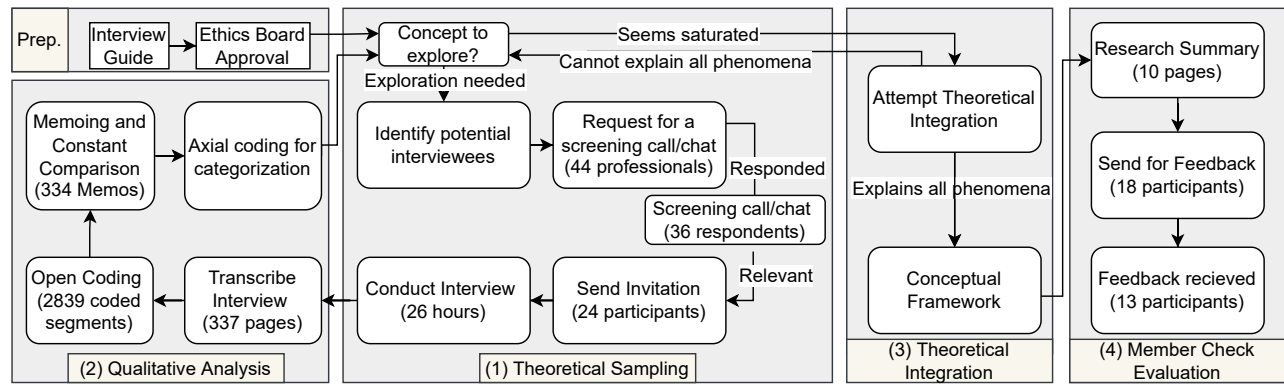 Prep.
Interview
Guide
Ethics Board
Approval
Concept to
explore?
Seems saturated
Cannot explain all phenomena
Exploration needed
Identify potential
interviewees
Request for a
screening call/chat
(44 professionals)
Responded
Screening call/chat
(36 respondents)
Relevant
Send Invitation
(24 participants)
Conduct Interview
(26 hours)
(1) Theoretical Sampling
Transcribe
Interview
(337 pages)
Open Coding
(2839 coded
segments)
Memoing and
Constant
Comparison
(334 Memos)
Axial coding for
categorization
(2) Qualitative Analysis
Attempt Theoretical
Integration
Explains all phenomena
Conceptual
Framework
(3) Theoretical
Integration
Research Summary
(10 pages)
Send for Feedback
(18 participants)
Feedback recieved
(13 participants)
(4) Member Check
Evaluation